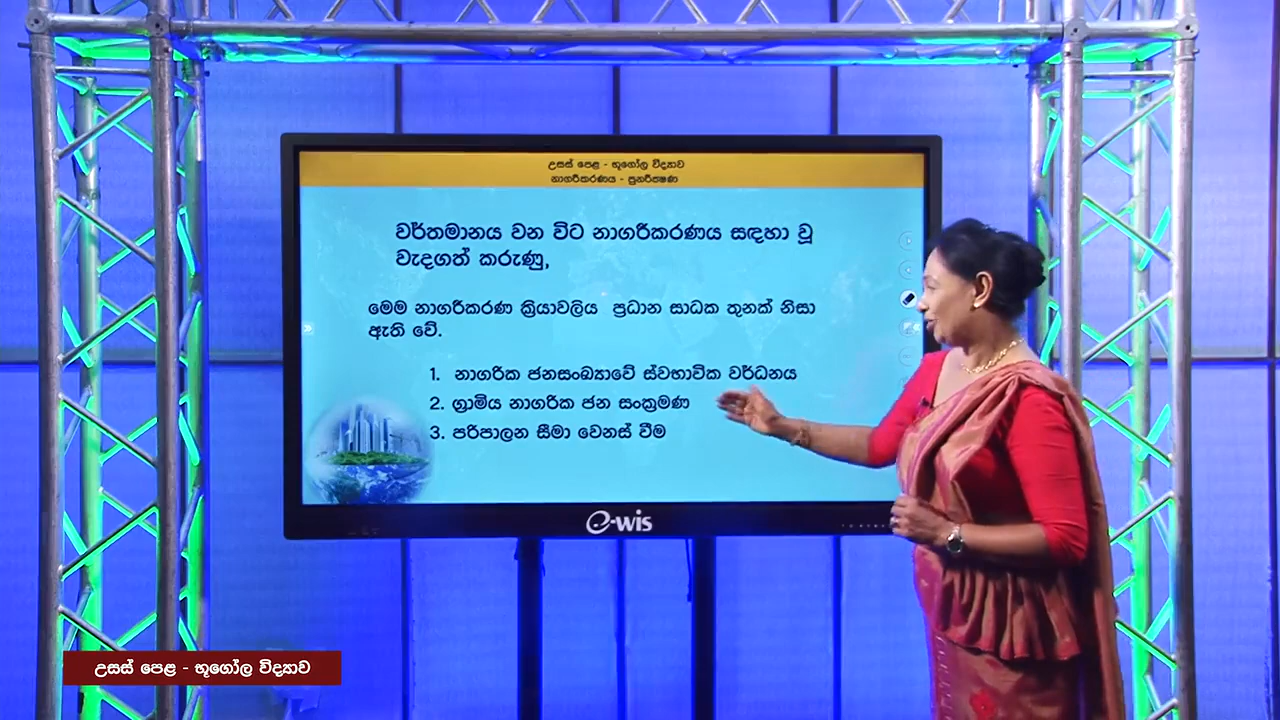 උසස් පෙළ - භූගෝල විද්‍යාව
නාගරීකරණය - පුනරීක්ෂණ
වර්තමානය වන විට නාගරීකරණය සඳහා වූ
වැදගත් කරුණු,
මෙම නාගරීකරණ ක්‍රියාවලිය ප්‍රධාන සාධක තුනක් නිසා
ඇති වේ.
1. නාගරික ජනසංඛ්‍යාවේ ස්වභාවික වර්ධනය
2. ග්‍රාමිය නාගරික ජන සංක්‍රමණ
3. පරිපාලන සීමා වෙනස් වීම
e-wis
උසස් පෙළ - භූගෝල විද්‍යාව